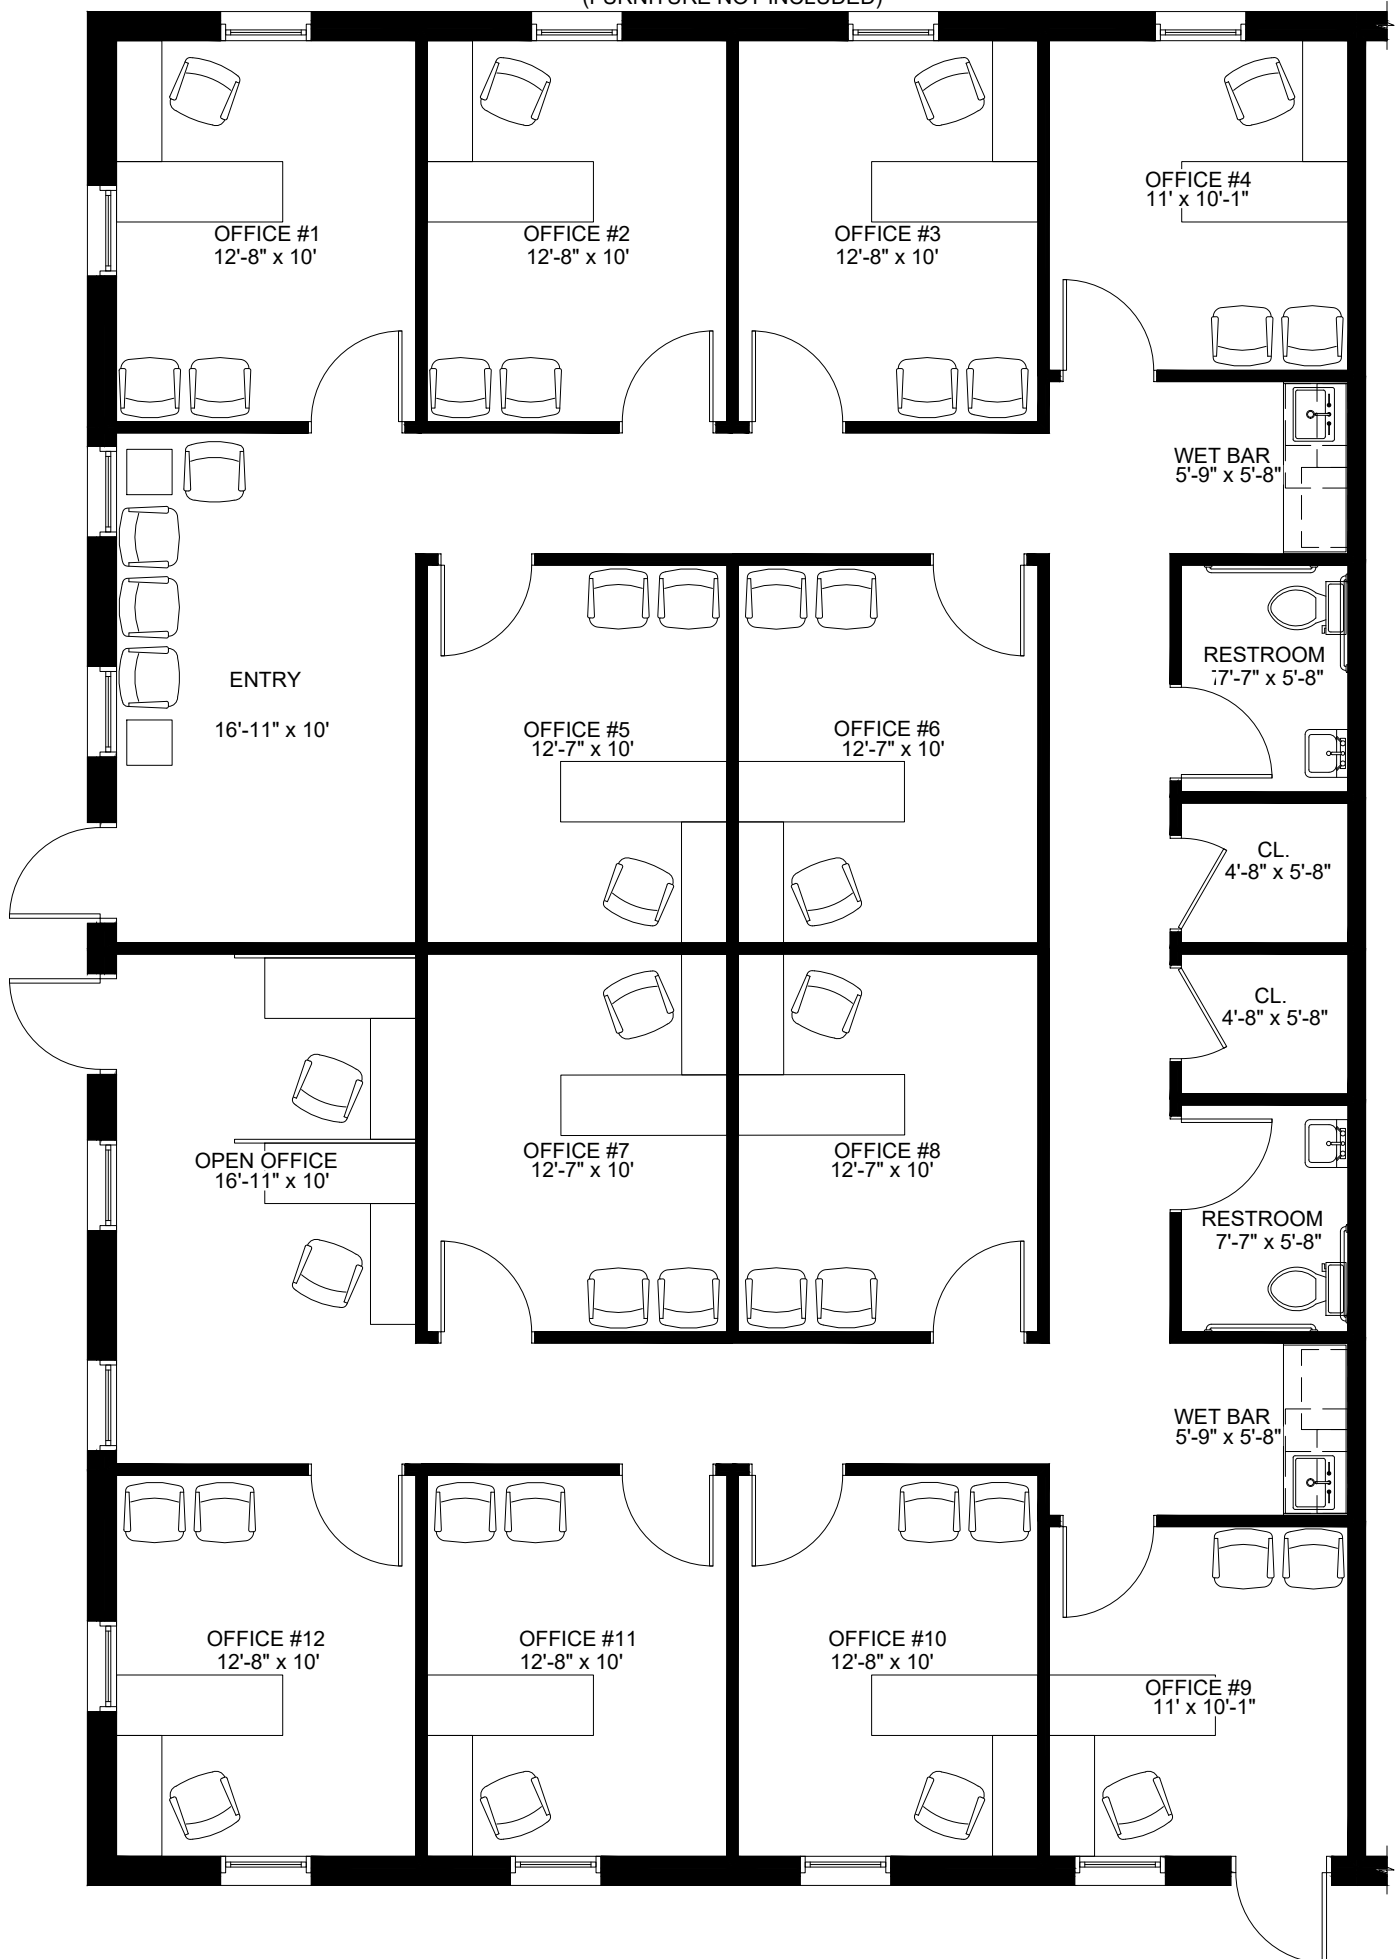 (FURNITURE NOT INCLUDED)
OFFICE #1
12'-8" x 10'
OFFICE #2
12'-8" x 10'
OFFICE #3
12'-8" x 10'
OFFICE #4
11' x 10'-1"
WET BAR
5'-9" x 5'-8"
ENTRY
16'-11" x 10'
OFFICE #5
12'-7" x 10'
OFFICE #6
12'-7" x 10'
RESTROOM
7'-7" x 5'-8"
CL.
4'-8" x 5'-8"
CL.
4'-8" x 5'-8"
OPEN OFFICE
16'-11" x 10'
OFFICE #7
12'-7" x 10'
OFFICE #8
12'-7" x 10'
RESTROOM
7'-7" x 5'-8"
WET BAR
5'-9" x 5'-8"
OFFICE #12
12'-8" x 10'
OFFICE #11
12'-8" x 10'
OFFICE #10
12'-8" x 10'
OFFICE #9
11' x 10'-1"